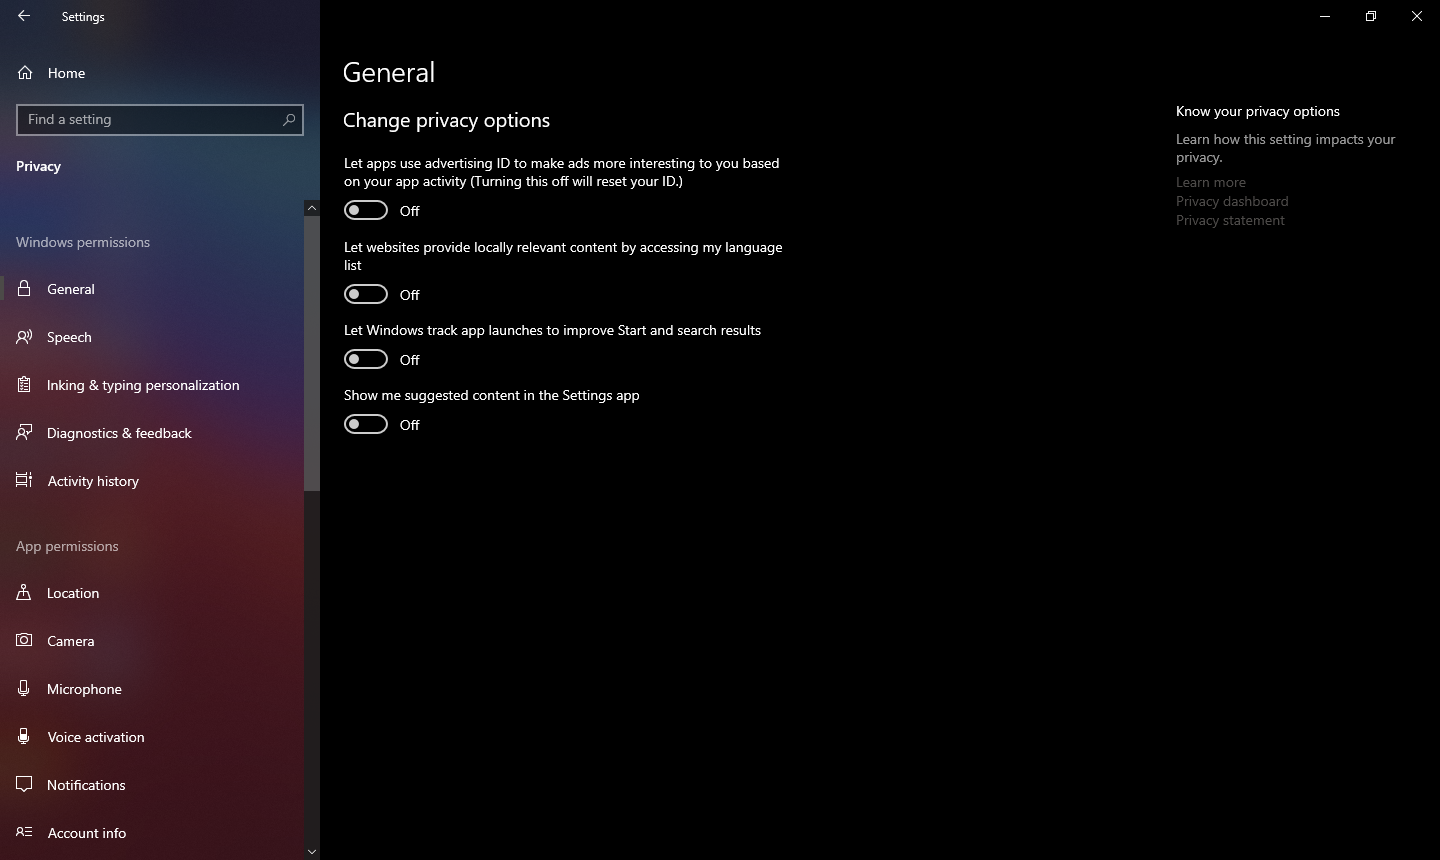 Settings
Home
Find a setting
Privacy
Windows permissions
General
Speech
Inking & typing personalization
Diagnostics & feedback
Activity history
App permissions
Location
Camera
Microphone
Voice activation
Notifications
Account info
General
Change privacy options
Let apps use advertising ID to make ads more interesting to you based
on your app activity (Turning this off will reset your ID.)
Off
Let websites provide locally relevant content by accessing my language
list
Off
Let Windows track app launches to improve Start and search results
Off
Show me suggested content in the Settings app
Off
Know your privacy options
Learn how this setting impacts your
privacy.
Learn more
Privacy dashboard
Privacy statement